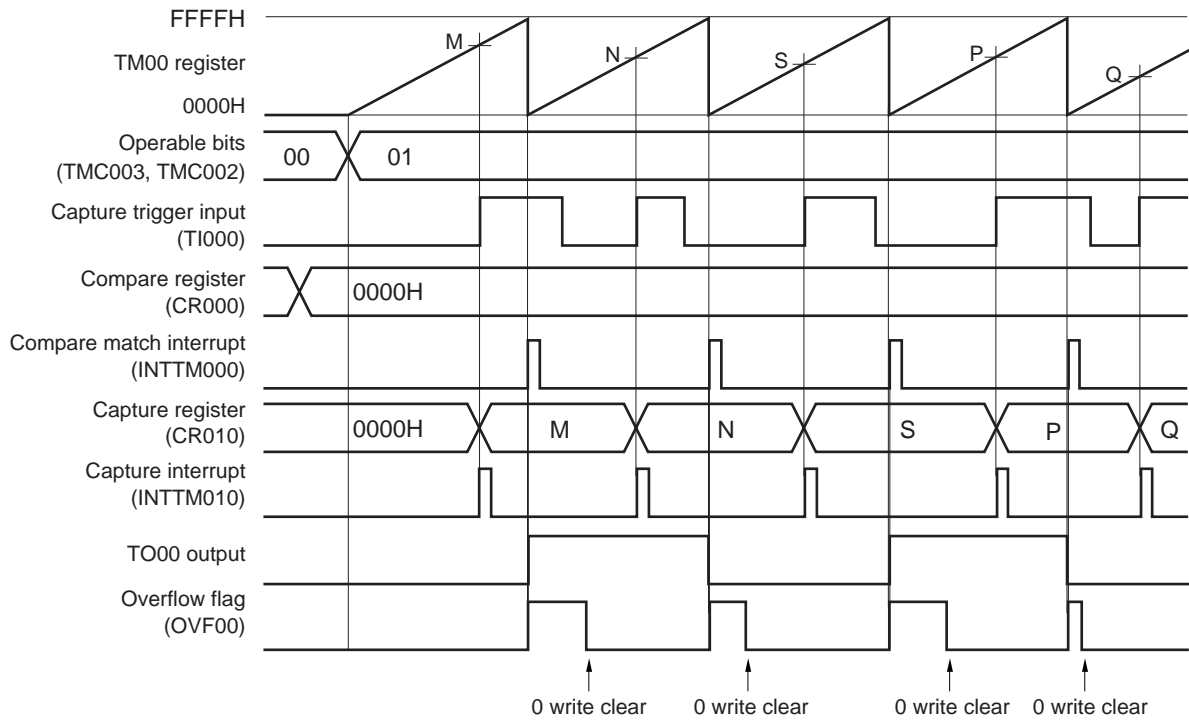 FFFFH
TM00 register
0000H
M
N
S
P
Q
Operable bits
(TMC003, TMC002)
00
01
Capture trigger input
(TI000)
Compare register
(CR000)
0000H
Compare match interrupt
(INTTM000)
Capture register
(CR010)
0000H
M
N
S
P
Q
Capture interrupt
(INTTM010)
TO00 output
Overflow flag
(OVF00)
0 write clear
0 write clear
0 write clear
0 write clear